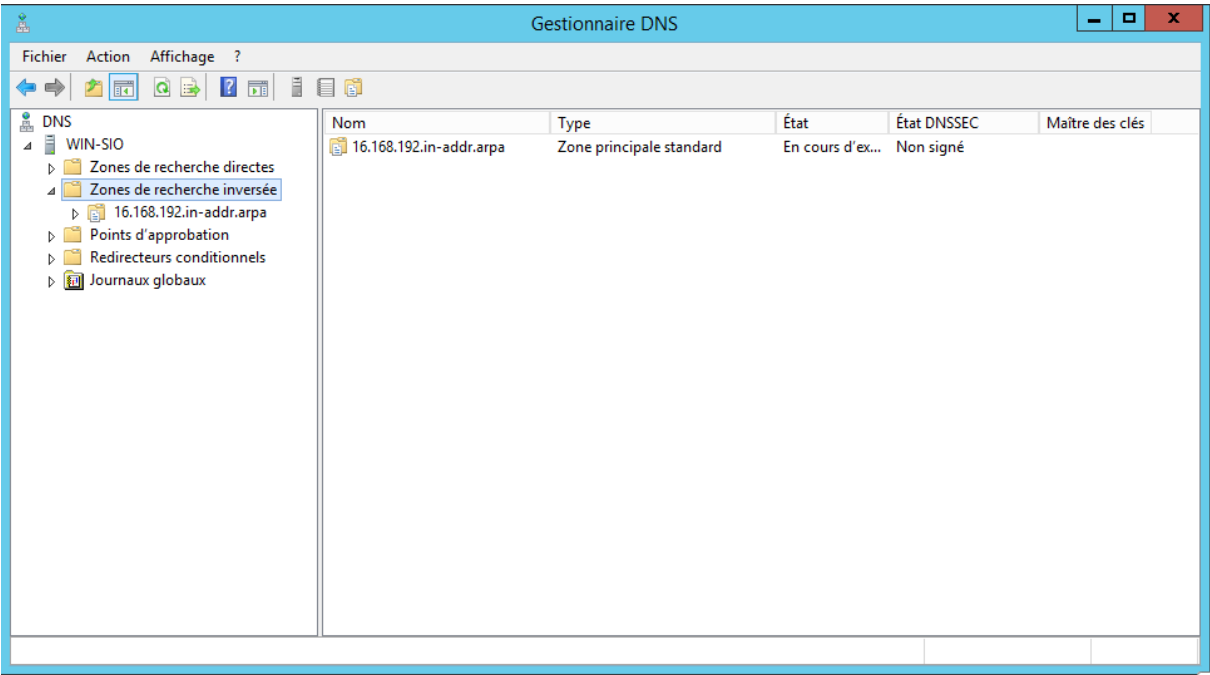 Gestionnaire DNS
Fichier Action Affichage ?
DNS
WIN-SIO
Zones de recherche directes
Zones de recherche inversée
16.168.192.in-addr.arpa
Points d'approbation
Redirecteurs conditionnels
Journaux globaux
Nom Type État État DNSSEC Maître des clés
16.168.192.in-addr.arpa Zone principale standard En cours d'ex... Non signé